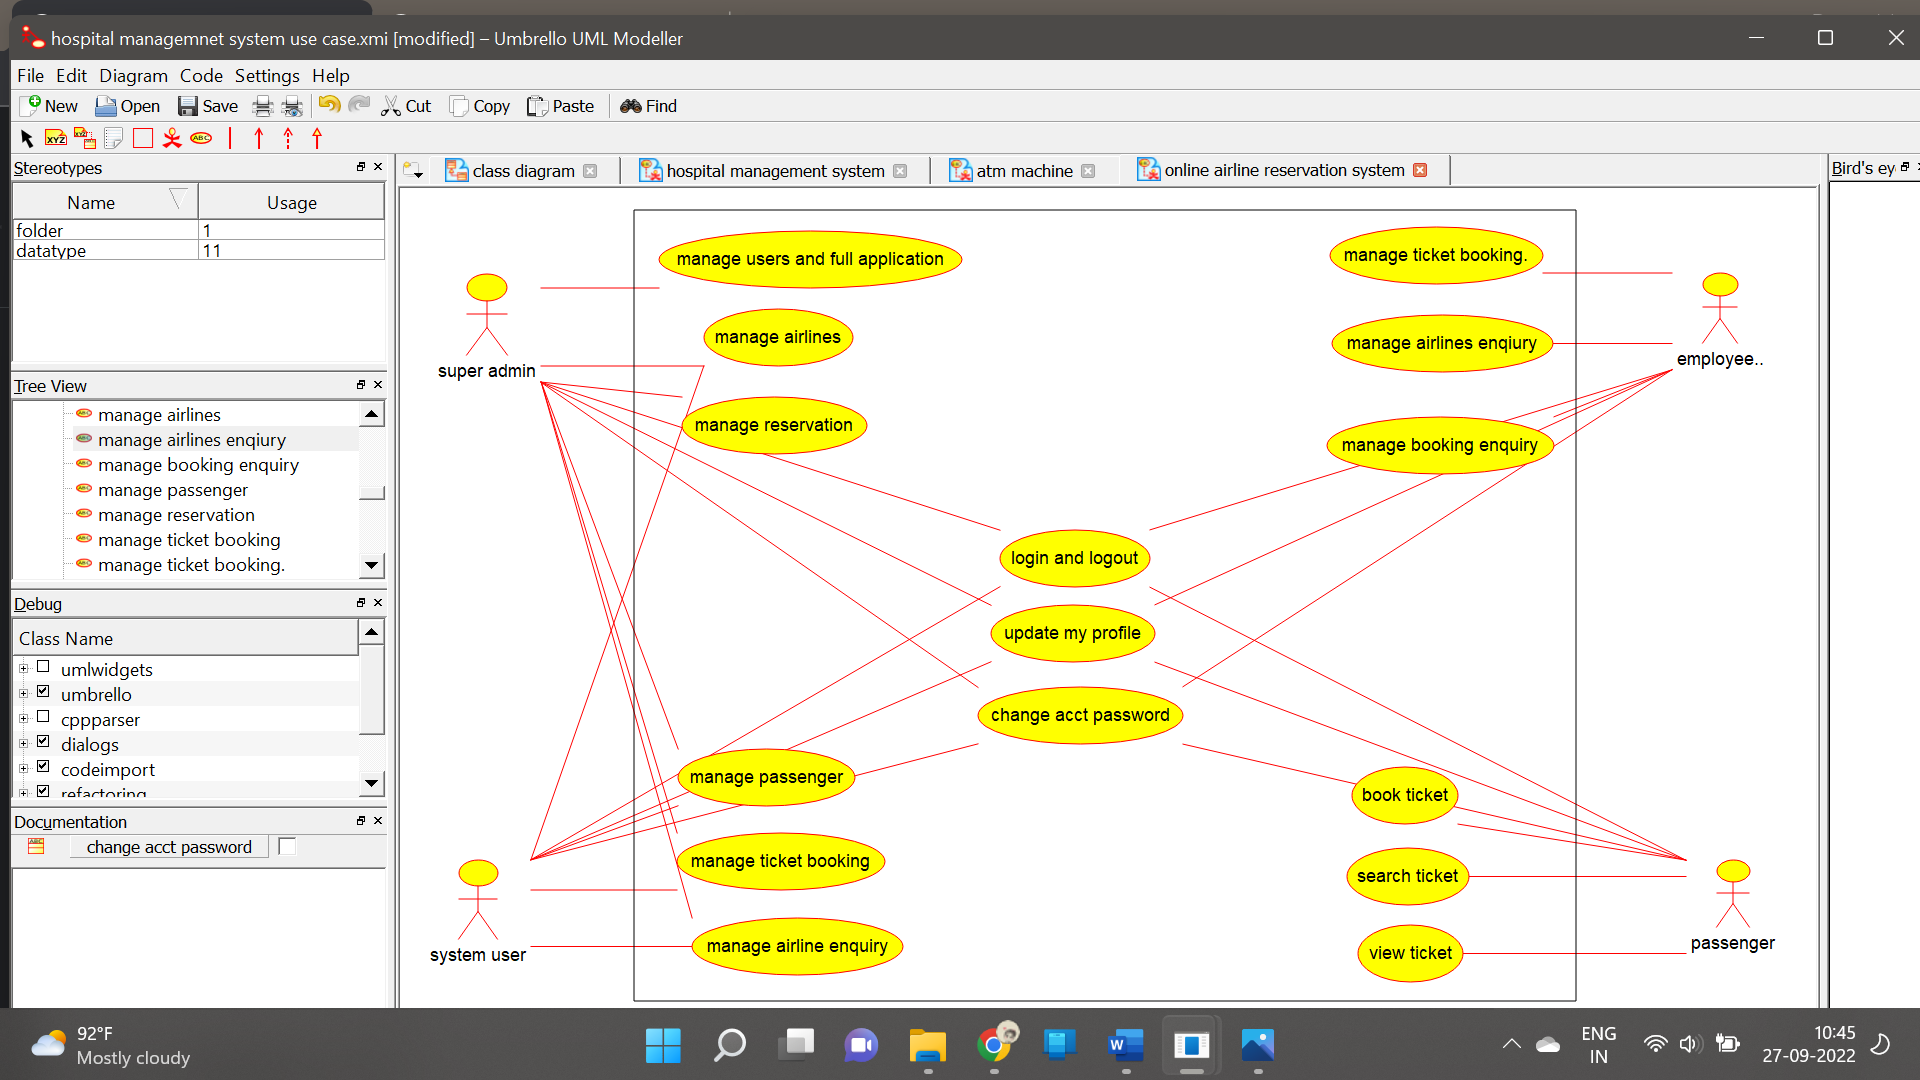 hospital managemnet system use case.xmi [modified] – Umbrello UML Modeller
File Edit Diagram Code Settings Help
New Open Save Cut Copy Paste Find
XYZ XYZ ABC
Stereotypes
Name Usage
folder 1
datatype 11
Tree View
manage airlines
manage airlines enqiury
manage booking enquiry
manage passenger
manage reservation
manage ticket booking
manage ticket booking.
Debug
Class Name
umlwidgets
umbrello
cppparser
dialogs
codeimport
refactoring
Documentation
change acct password
class diagram hospital management system atm machine online airline reservation system
Bird's ey
manage users and full application
manage airlines
manage reservation
super admin
manage ticket booking.
manage airlines enqiury
manage booking enquiry
employee..
login and logout
update my profile
change acct password
manage passenger
manage ticket booking
manage airline enquiry
system user
book ticket
search ticket
view ticket
passenger
92°F
Mostly cloudy
W
ENG
IN
10:45
27-09-2022